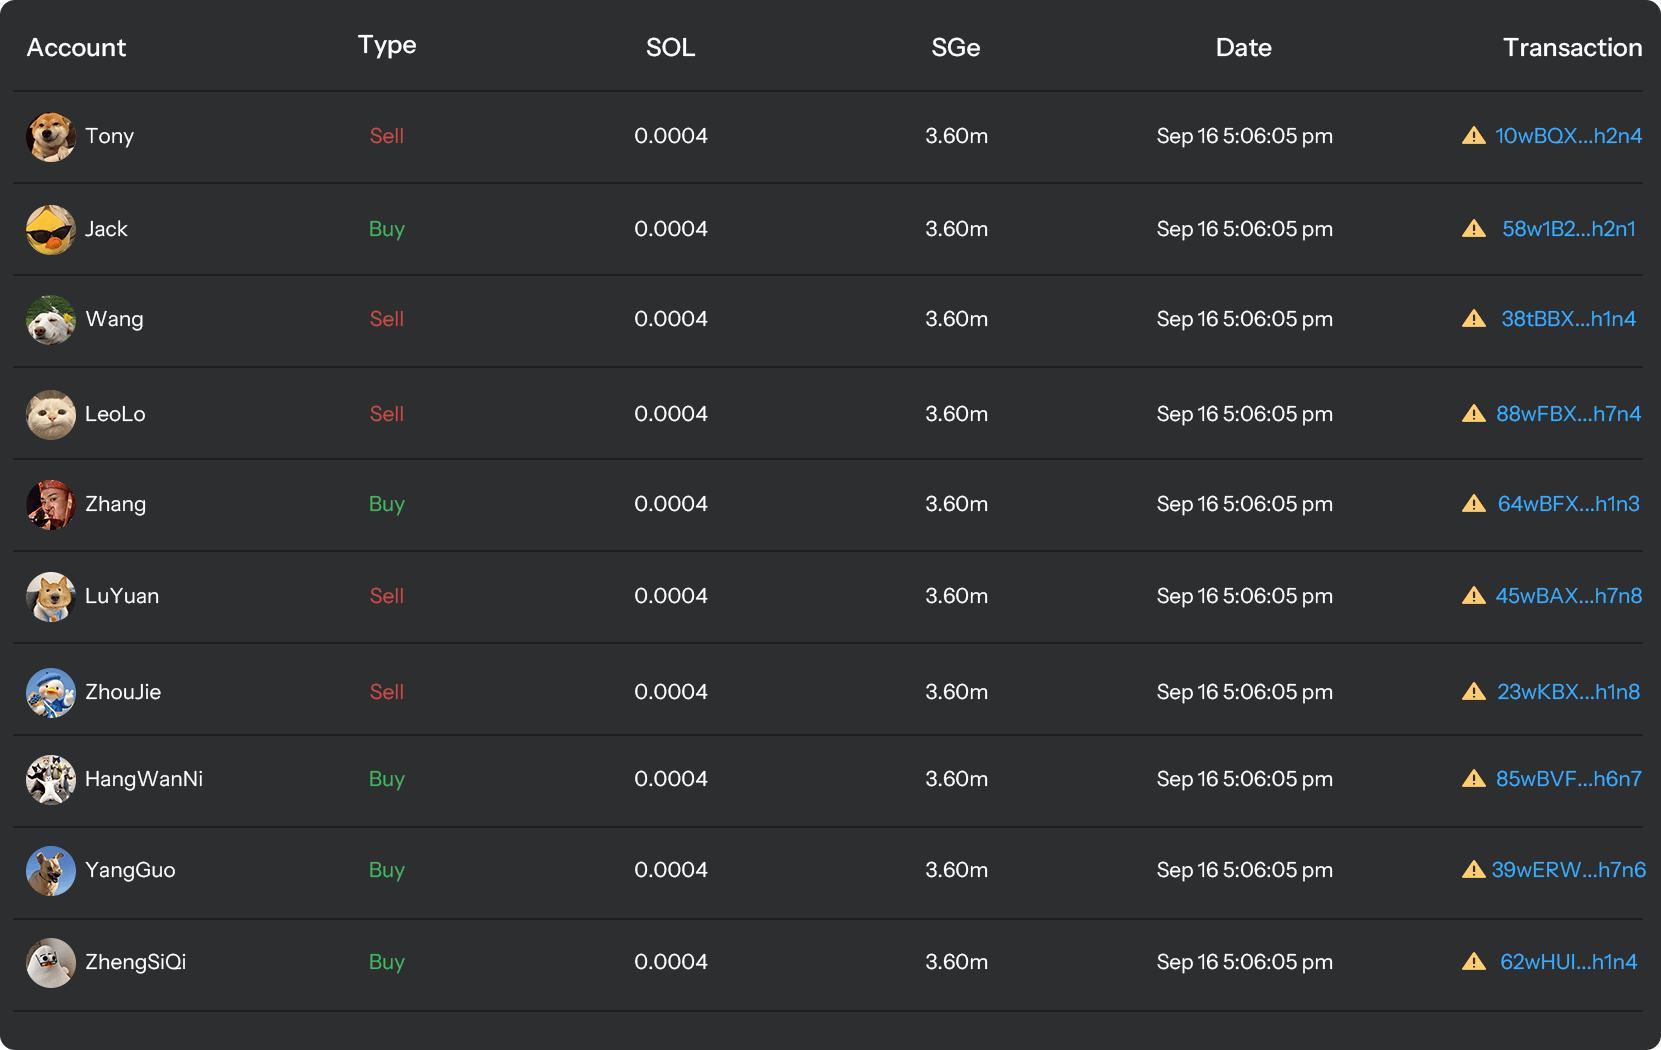 Account Type SOL SGe Date Transaction
Tony Sell 0.0004 3.60m Sep 16 5:06:05 pm 10wBQX...h2n4
Jack Buy 0.0004 3.60m Sep 16 5:06:05 pm 58w1B2...h2n1
Wang Sell 0.0004 3.60m Sep 16 5:06:05 pm 38tBBX...h1n4
LeoLo Sell 0.0004 3.60m Sep 16 5:06:05 pm 88wFBX...h7n4
Zhang Buy 0.0004 3.60m Sep 16 5:06:05 pm 64wBFX...h1n3
LuYuan Sell 0.0004 3.60m Sep 16 5:06:05 pm 45wBAX...h7n8
ZhouJie Sell 0.0004 3.60m Sep 16 5:06:05 pm 23wKBX...h1n8
HangWanNi Buy 0.0004 3.60m Sep 16 5:06:05 pm 85wBVF...h6n7
YangGuo Buy 0.0004 3.60m Sep 16 5:06:05 pm 39wERW...h7n6
ZhengSiQi Buy 0.0004 3.60m Sep 16 5:06:05 pm 62wHUI...h1n4